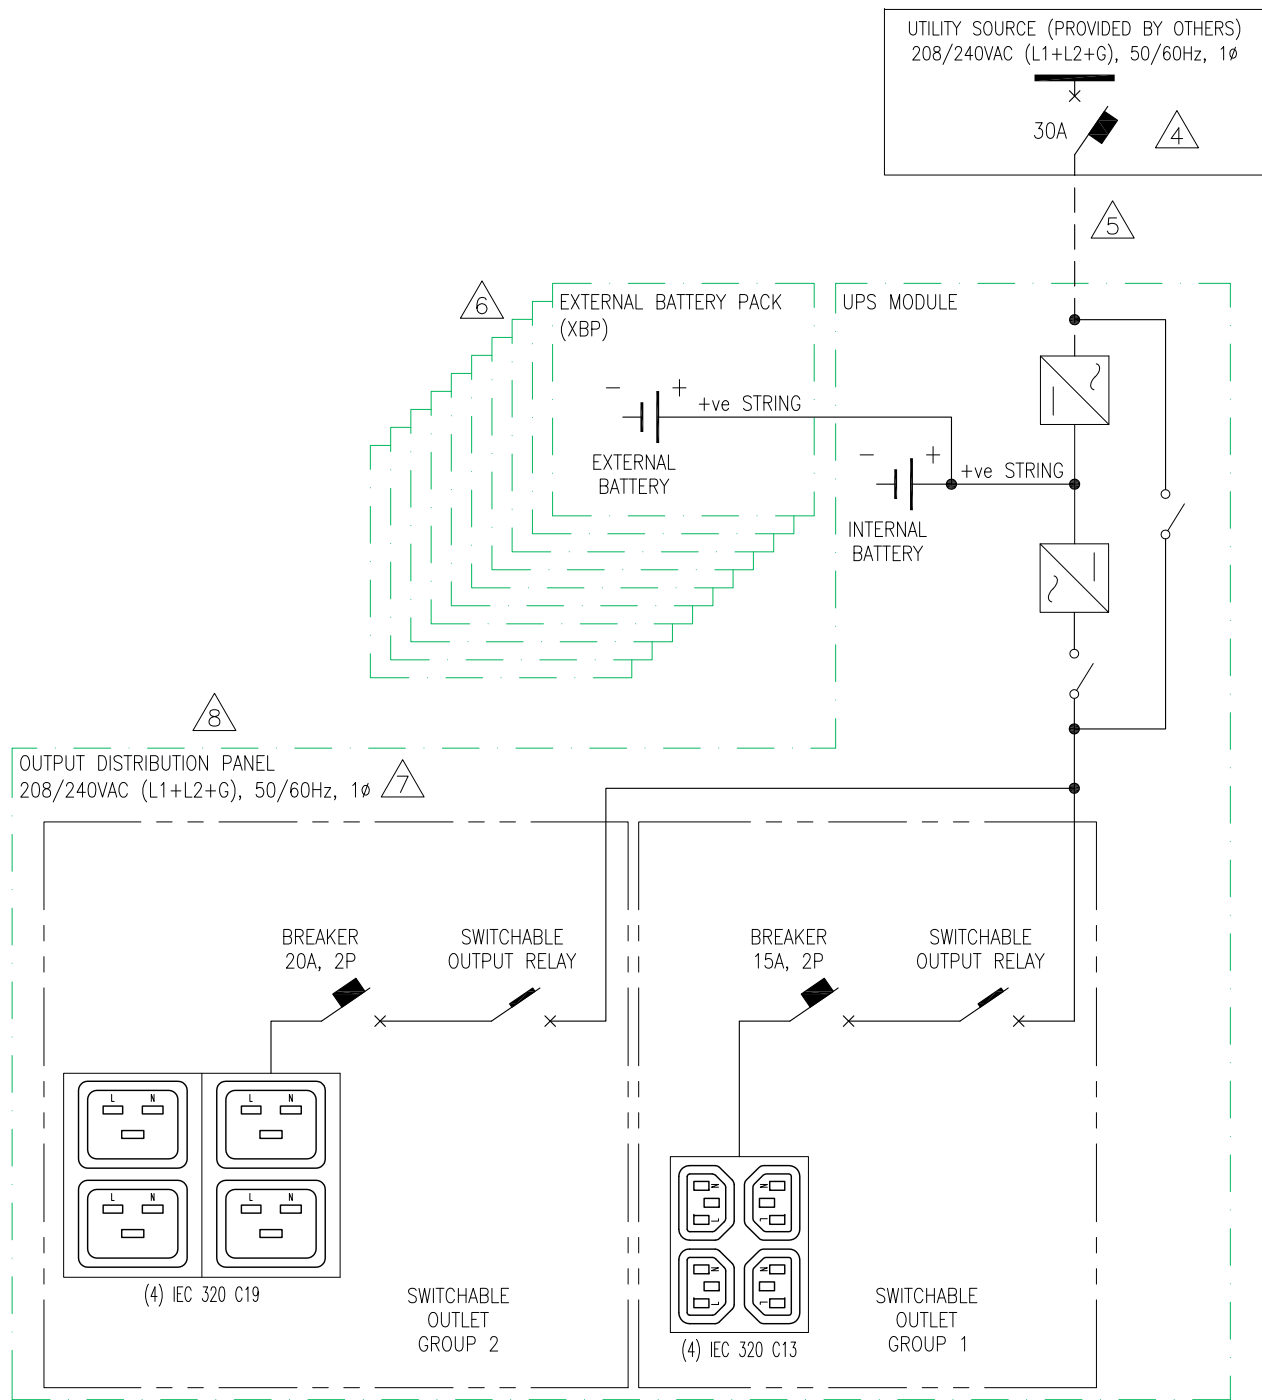 UTILITY SOURCE (PROVIDED BY OTHERS)
208/240VAC (L1+L2+G), 50/60Hz, 1ø
30A
4
5
6
EXTERNAL BATTERY PACK
(XBP)
UPS MODULE
- +
+ve STRING
EXTERNAL
BATTERY
- +
+ve STRING
INTERNAL
BATTERY
8
OUTPUT DISTRIBUTION PANEL
208/240VAC (L1+L2+G), 50/60Hz, 1ø
7
BREAKER
20A, 2P
SWITCHABLE
OUTPUT RELAY
BREAKER
15A, 2P
SWITCHABLE
OUTPUT RELAY
L N
L N
L N
L N
(4) IEC 320 C19
SWITCHABLE
OUTLET
GROUP 2
N
L
N
L
N
L
N
L
(4) IEC 320 C13
SWITCHABLE
OUTLET
GROUP 1